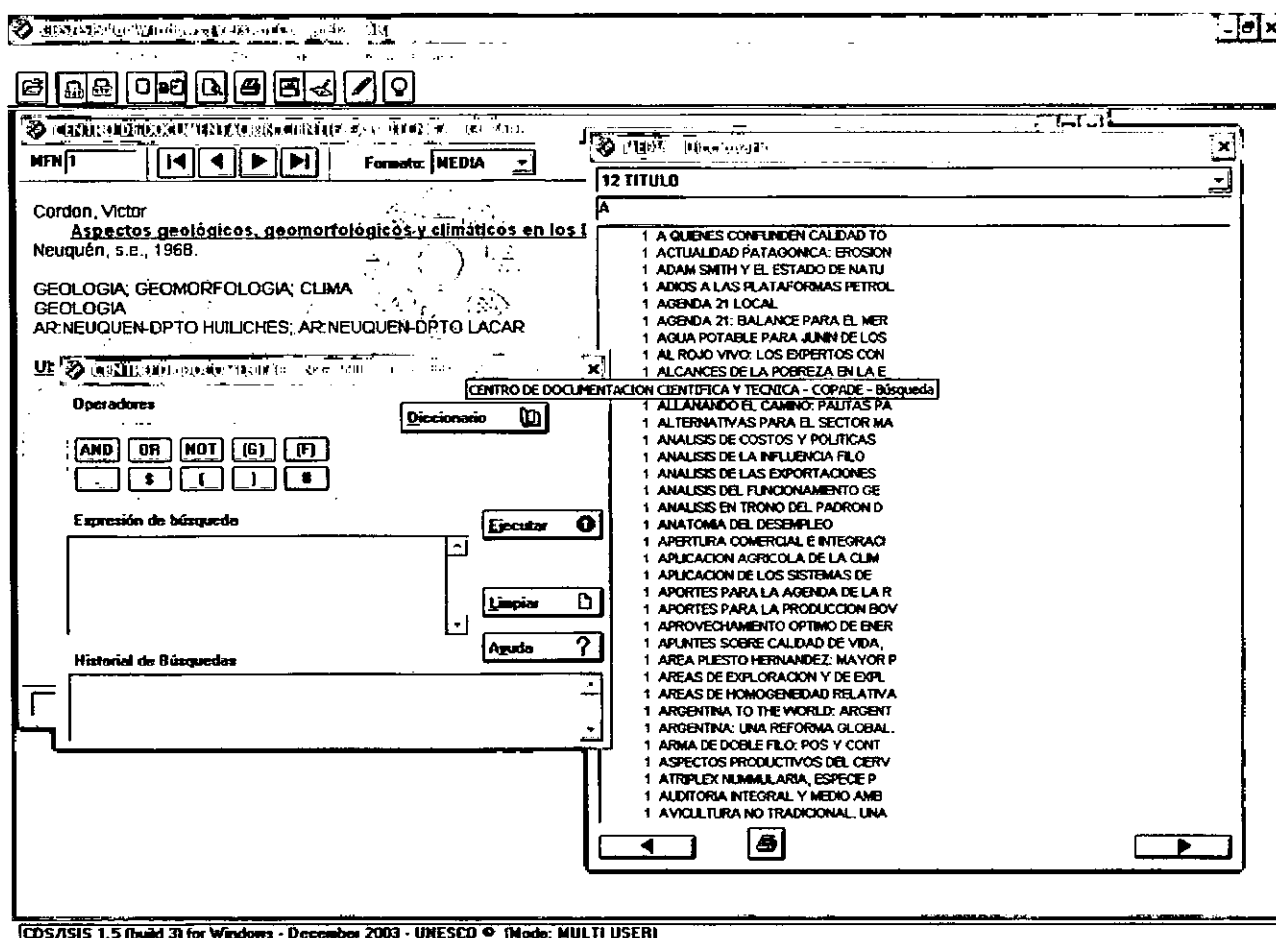 CDS/ISIS for Windows
CENTRO DE DOCUMENTACION CIENTIFICA Y TECNICA
MFN 1
Formato: MEDIA
Cordon, Victor
Aspectos geológicos, geomorfológicos y climáticos en los
Neuquén, s.e., 1968.
GEOLOGIA; GEOMORFOLOGIA; CLIMA
GEOLOGIA
AR:NEUQUEN-DPTO HUILICHES; AR:NEUQUEN-DPTO LACAR
CENTRO DE DOCUMENTACION CIENTIFICA Y TECNICA - COPADE - Búsqueda
Operadores
Diccionario
AND OR NOT (G) (F)
. $ ( ) #
Expresión de búsqueda
Ejecutar
Limpiar
Ayuda ?
Historial de Búsquedas
MEDIA Diccionario
12 TITULO
A
1 A QUIENES CONFUNDEN CALIDAD TO
1 ACTUALIDAD PATAGONICA: EROSION
1 ADAM SMITH Y EL ESTADO DE NATU
1 ADIOS A LAS PLATAFORMAS PETROL
1 AGENDA 21 LOCAL
1 AGENDA 21: BALANCE PARA EL MER
1 AGUA POTABLE PARA JUNIN DE LOS
1 AL ROJO VIVO: LOS EXPERTOS CON
1 ALCANCES DE LA POBREZA EN LA E
1 ALLANANDO EL CAMINO: PAUTAS PA
1 ALTERNATIVAS PARA EL SECTOR MA
1 ANALISIS DE COSTOS Y POLITICAS
1 ANALISIS DE LA INFLUENCIA FILO
1 ANALISIS DE LAS EXPORTACIONES
1 ANALISIS DEL FUNCIONAMIENTO GE
1 ANALISIS EN TRONO DEL PADRON D
1 ANATOMIA DEL DESEMPLEO
1 APERTURA COMERCIAL E INTEGRACI
1 APLICACION AGRICOLA DE LA CLIM
1 APLICACION DE LOS SISTEMAS DE
1 APORTES PARA LA AGENDA DE LA R
1 APORTES PARA LA PRODUCCION BOV
1 APROVECHAMIENTO OPTIMO DE ENER
1 APUNTES SOBRE CALIDAD DE VIDA,
1 AREA PUESTO HERNANDEZ: MAYOR P
1 AREAS DE EXPLORACION Y DE EXPL
1 AREAS DE HOMOGENEIDAD RELATIVA
1 ARGENTINA TO THE WORLD: ARGENT
1 ARGENTINA: UNA REFORMA GLOBAL.
1 ARMA DE DOBLE FILO: POS Y CONT
1 ASPECTOS PRODUCTIVOS DEL CERV
1 ATRIPLEX NUMMULARIA, ESPECIE P
1 AUDITORIA INTEGRAL Y MEDIO AMB
1 AVICULTURA NO TRADICIONAL. UNA
CDS/ISIS 1.5 (build 3) for Windows - December 2003 - UNESCO © (Mode: MULTI USER)